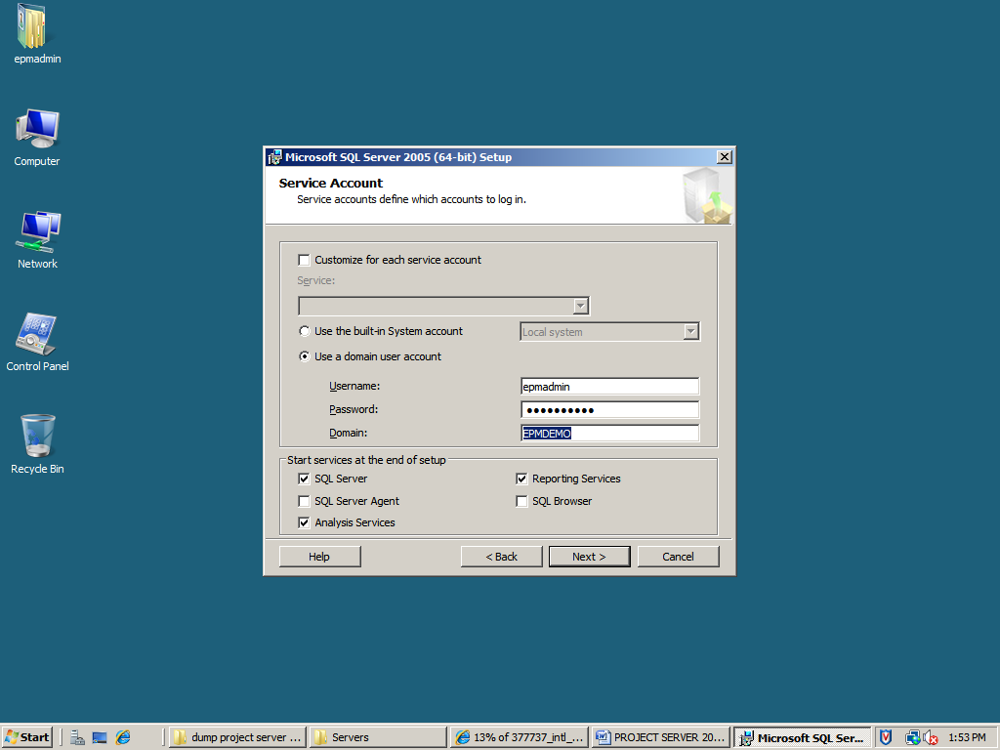 epmadmin
Computer
Network
Control Panel
Recycle Bin
Microsoft SQL Server 2005 (64-bit) Setup
Service Account
Service accounts define which accounts to log in.
Customize for each service account
Service:
Use the built-in System account
Local system
Use a domain user account
Username:
epmadmin
Password:
Domain:
EPMDEMO
Start services at the end of setup
SQL Server
Reporting Services
SQL Server Agent
SQL Browser
Analysis Services
Help
< Back
Next >
Cancel
Start
dump project server ...
Servers
13% of 377737_intl_...
PROJECT SERVER 20...
Microsoft SQL Ser...
1:53 PM